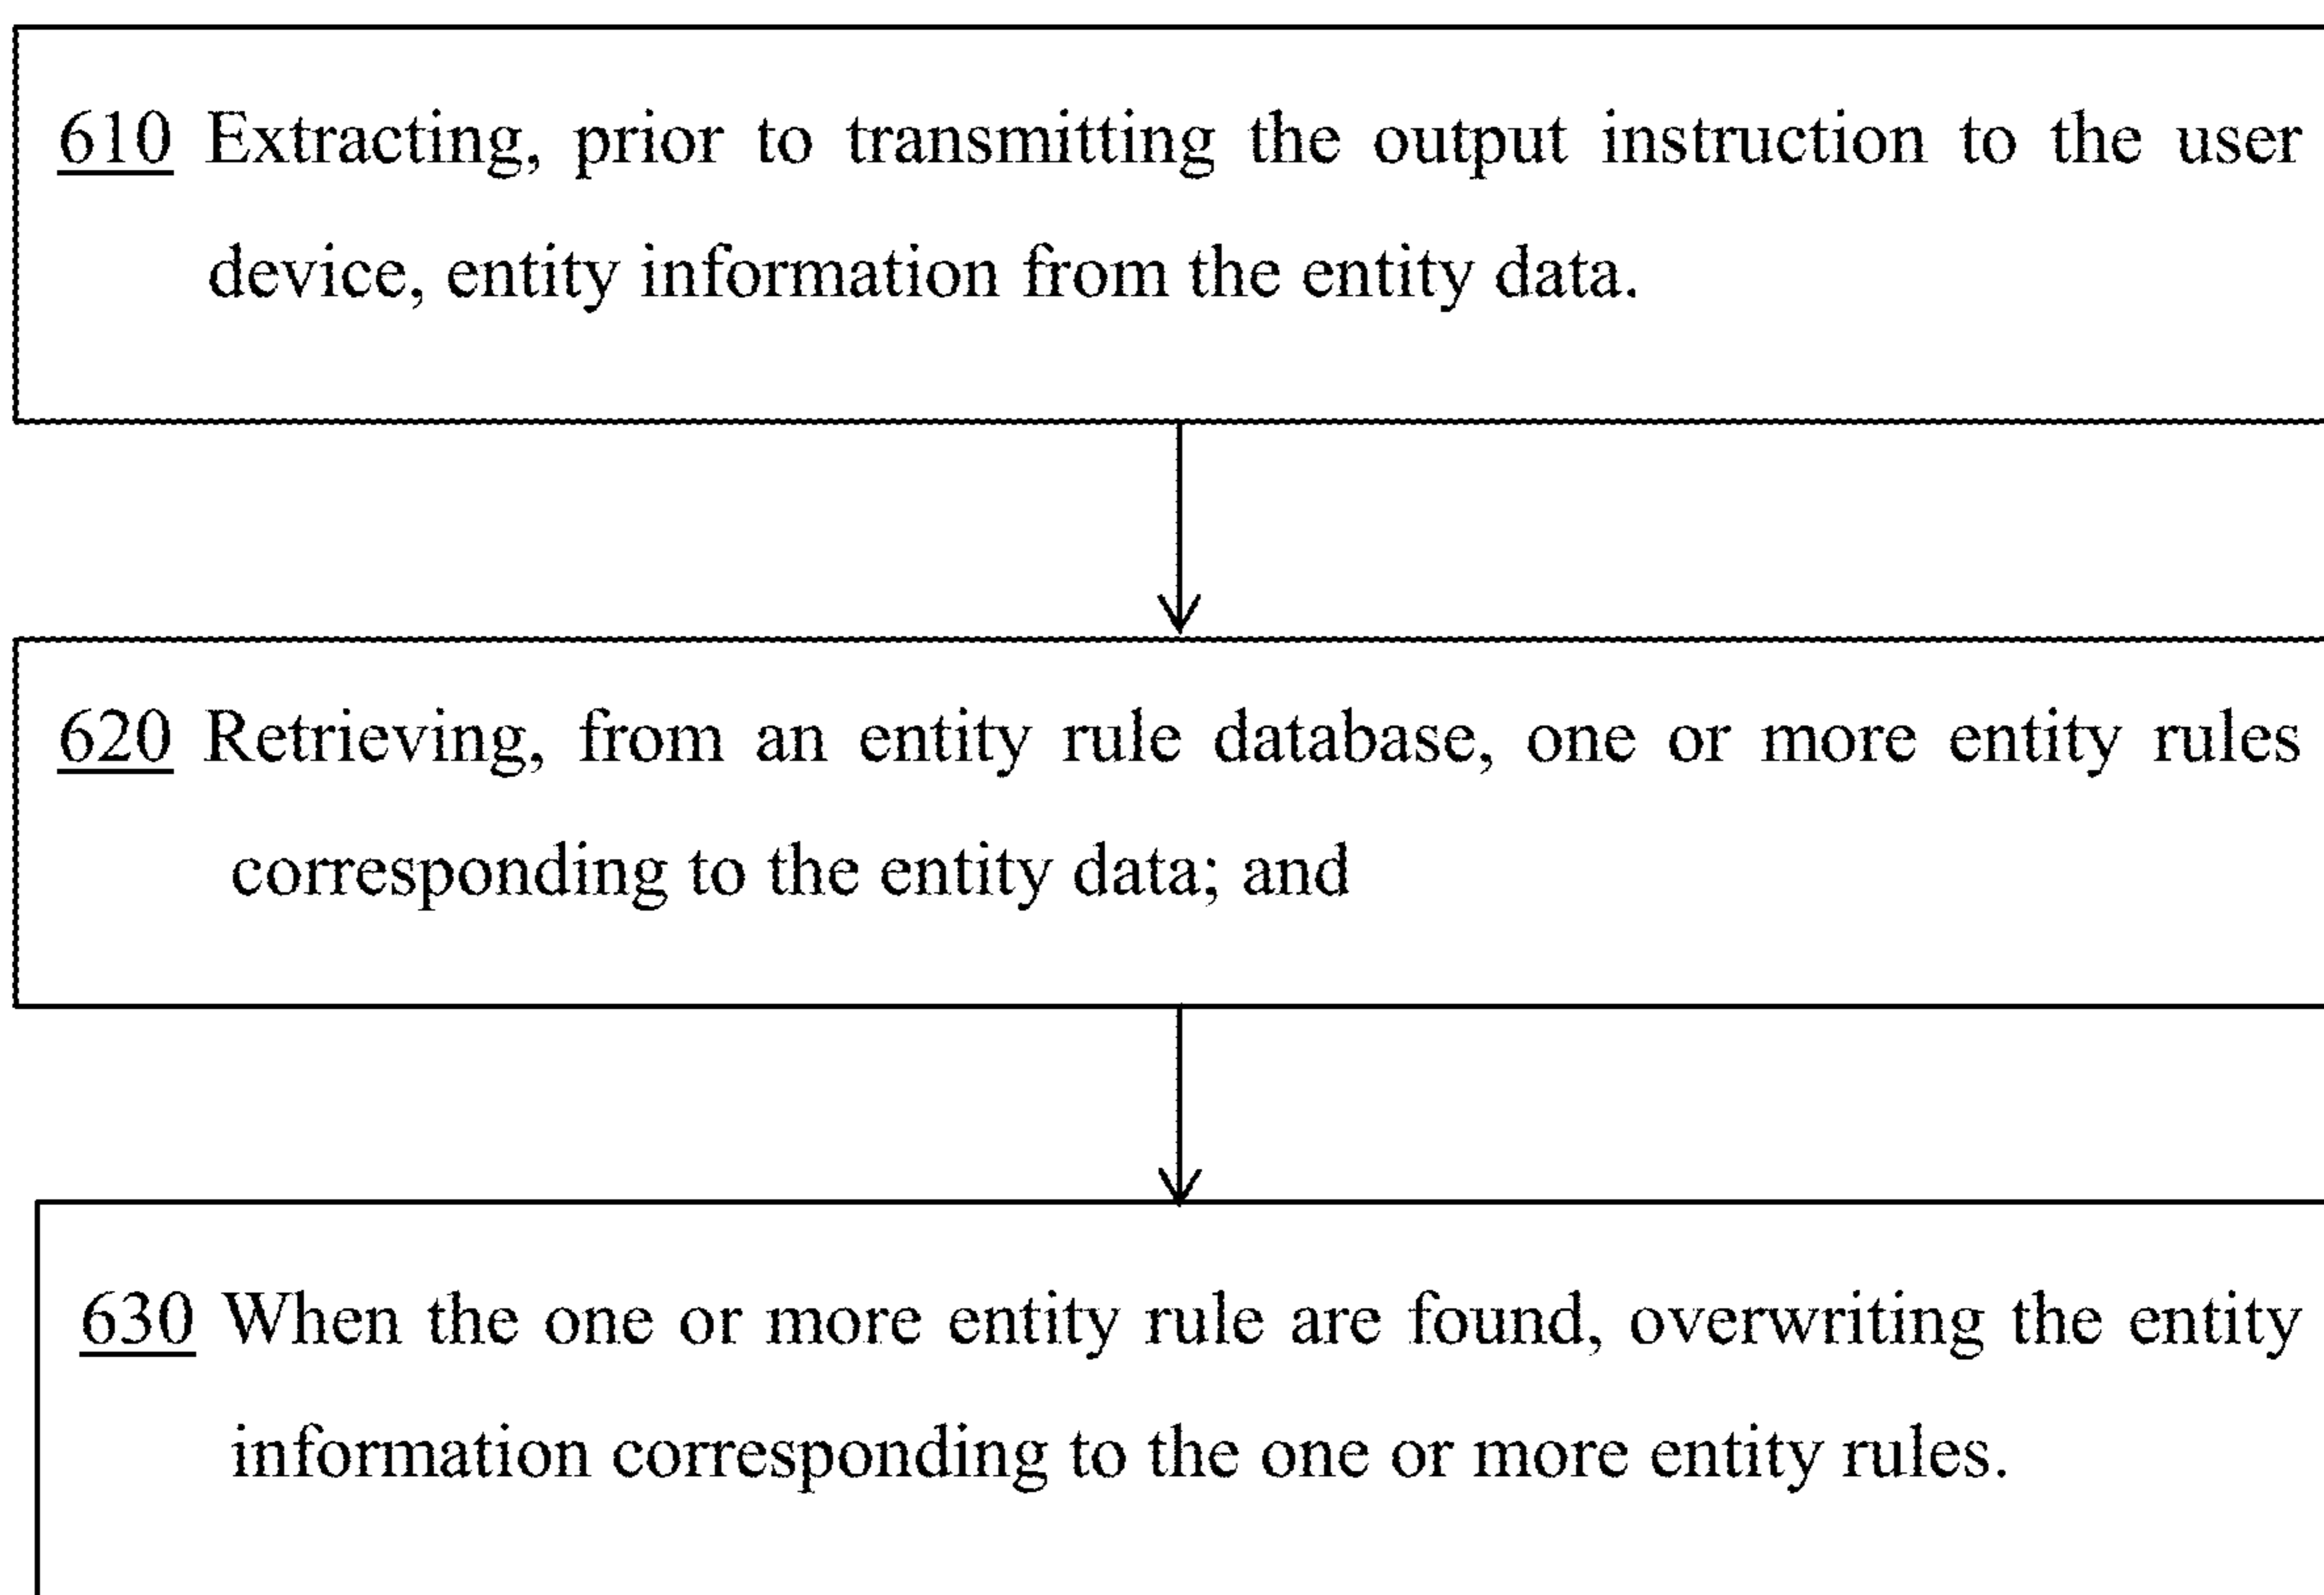 610 Extracting, prior to transmitting the output instruction to the user
device, entity information from the entity data.
620 Retrieving, from an entity rule database, one or more entity rules
corresponding to the entity data; and
630 When the one or more entity rule are found, overwriting the entity
information corresponding to the one or more entity rules.